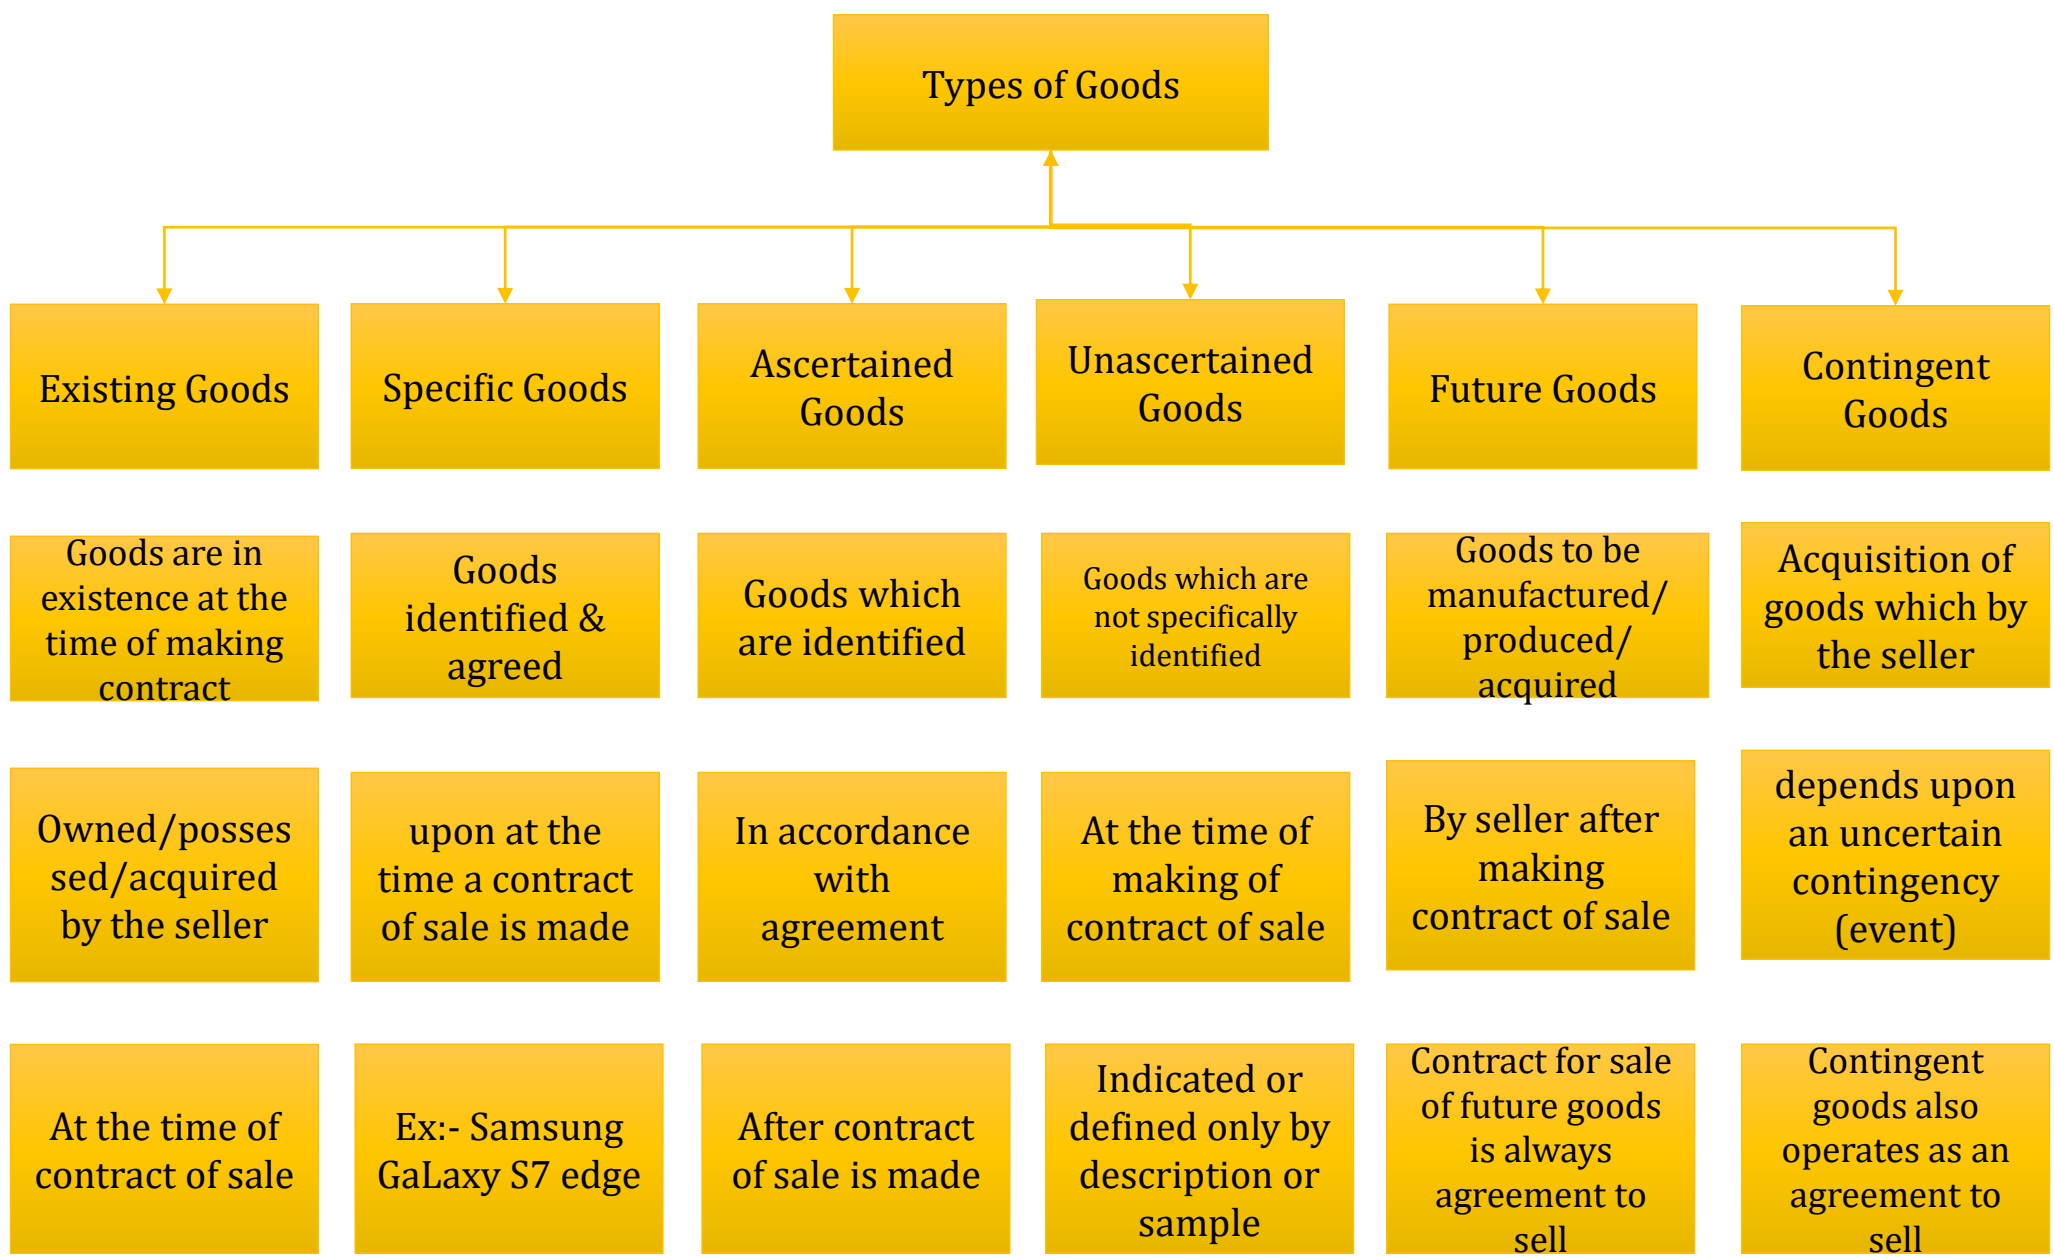 Types of Goods
Existing Goods
Specific Goods
Ascertained
Goods
Unascertained
Goods
Future Goods
Contingent
Goods
Goods are in
existence at the
time of making
contract
Goods
identified &
agreed
Goods which
are identified
Goods which are
not specifically
identified
Goods to be
manufactured/
produced/
acquired
Acquisition of
goods which by
the seller
Owned/posses
sed/acquired
by the seller
upon at the
time a contract
of sale is made
In accordance
with
agreement
At the time of
making of
contract of sale
By seller after
making
contract of sale
depends upon
an uncertain
contingency
(event)
At the time of
contract of sale
Ex:- Samsung
GaLaxy S7 edge
After contract
of sale is made
Indicated or
defined only by
description or
sample
Contract for sale
of future goods
is always
agreement to
sell
Contingent
goods also
operates as an
agreement to
sell